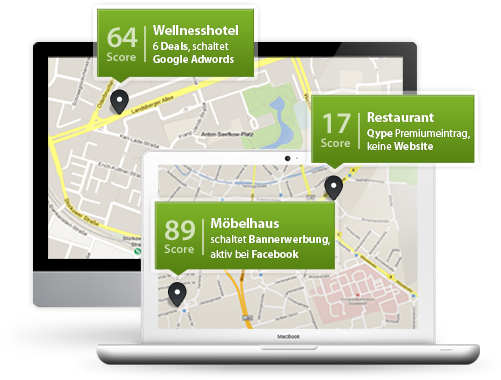 64
Score
Wellnesshotel
6 Deals, schaltet
Google Adwords
Landsberger Allee
Anton-Saefkow-Platz
17
Score
Restaurant
Qype Premiumeintrag,
keine Website
89
Score
Möbelhaus
schaltet Bannerwerbung,
aktiv bei Facebook
MacBook